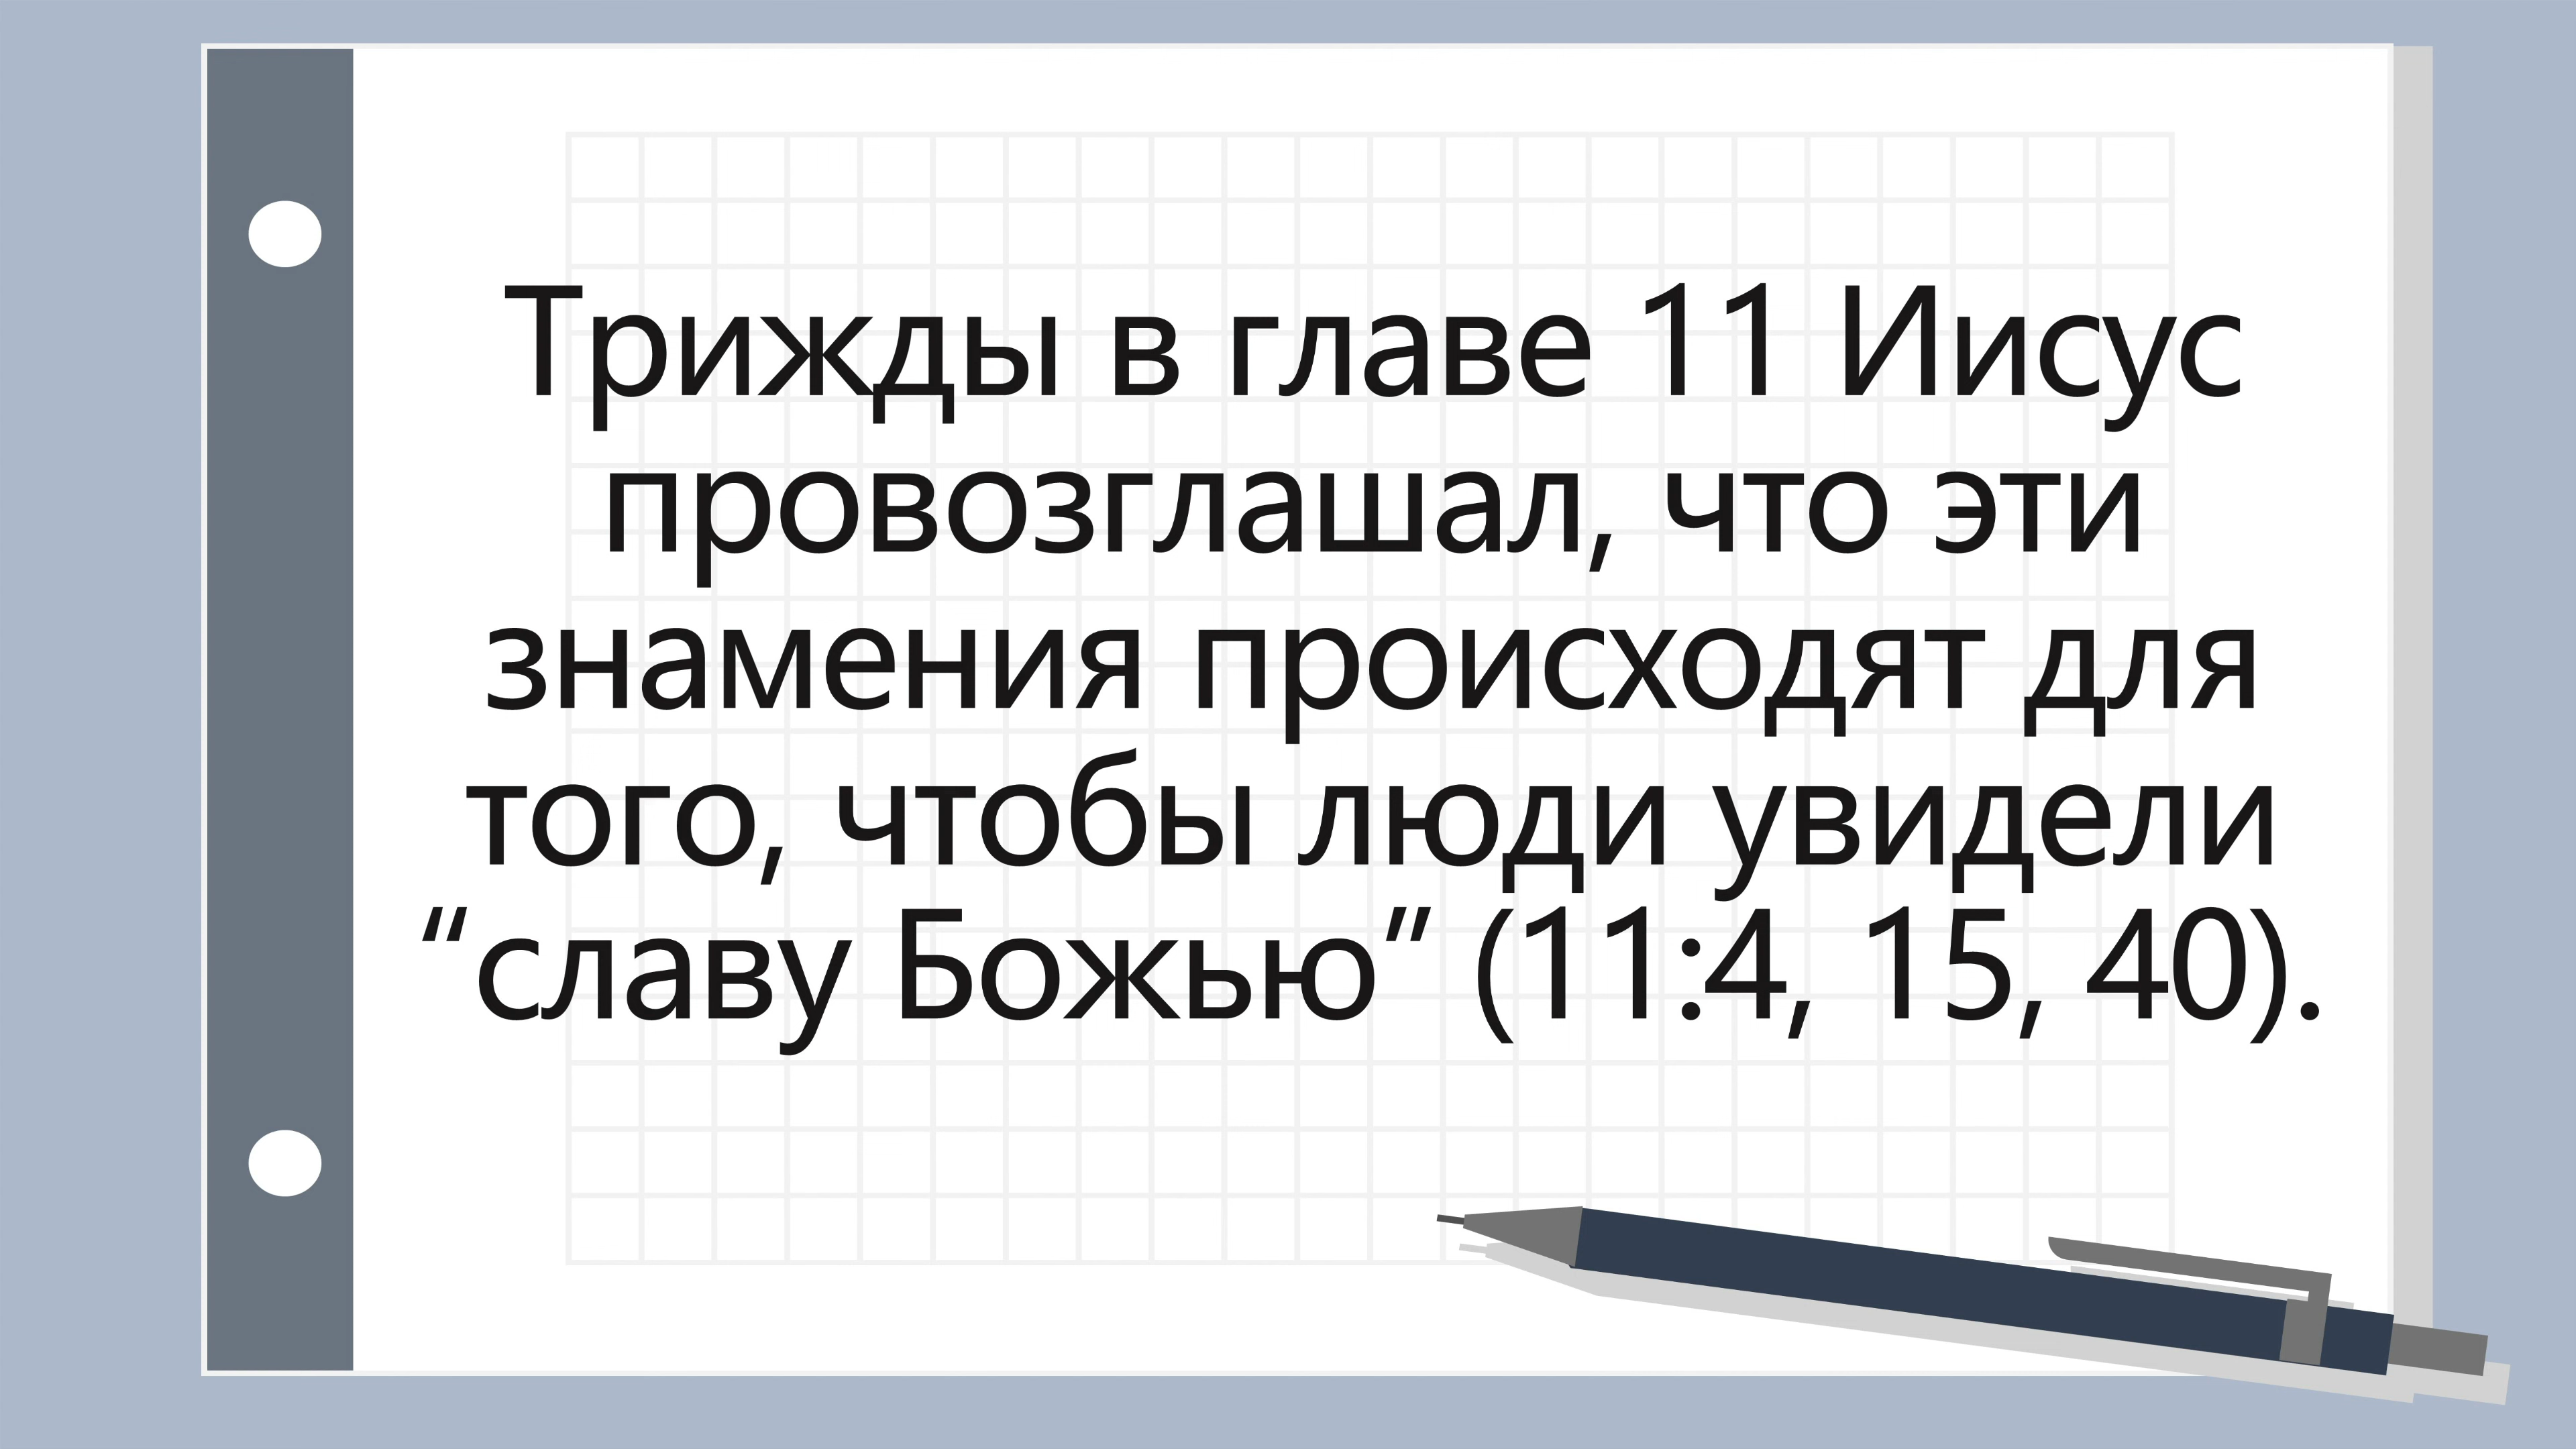 Трижды в главе 11 Иисус
провозглашал, что эти
знамения происходят для
того, чтобы люди увидели
“славу Божью” (11:4, 15, 40).